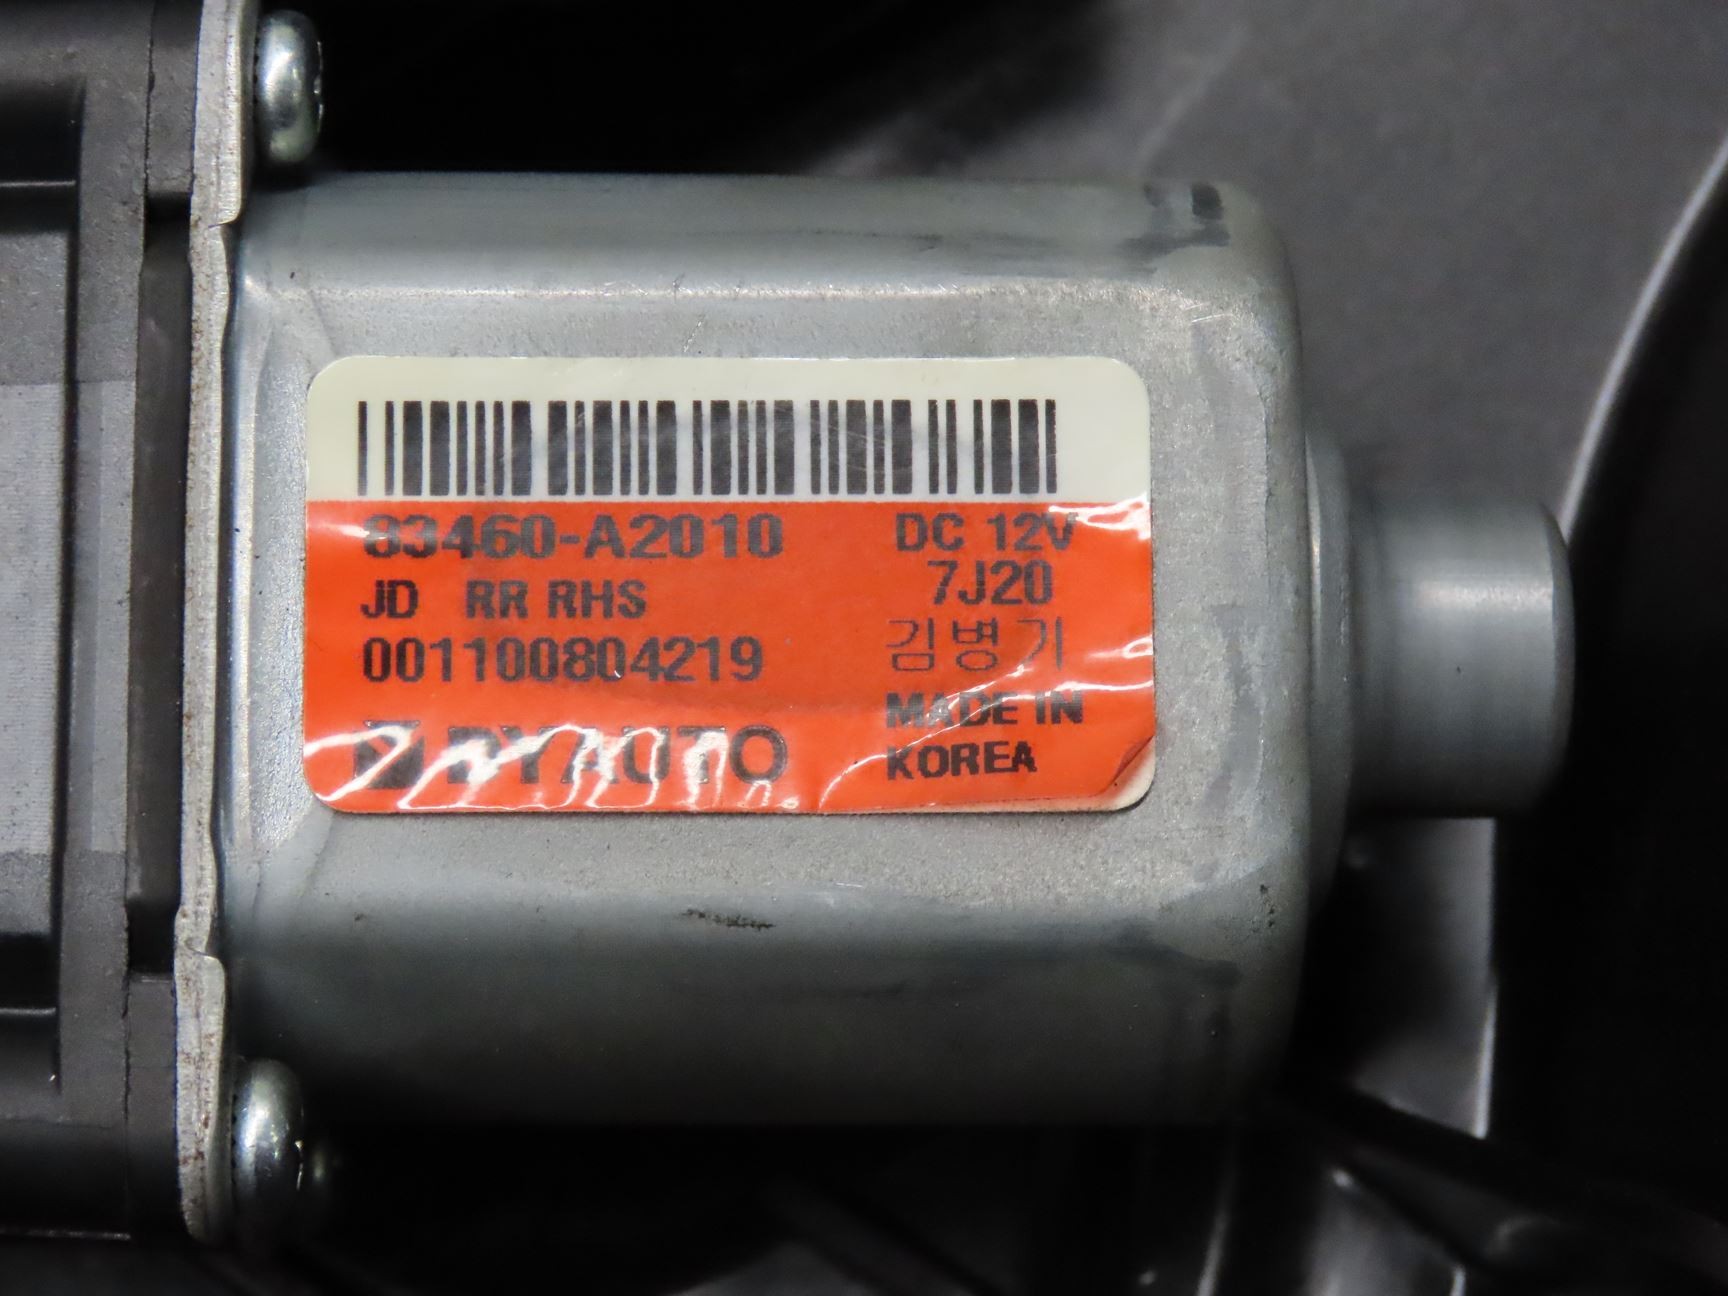 83460-A2010
JD RR RHS
001100804219
DYAUTO
DC 12V
7J20
김병기
MADE IN
KOREA